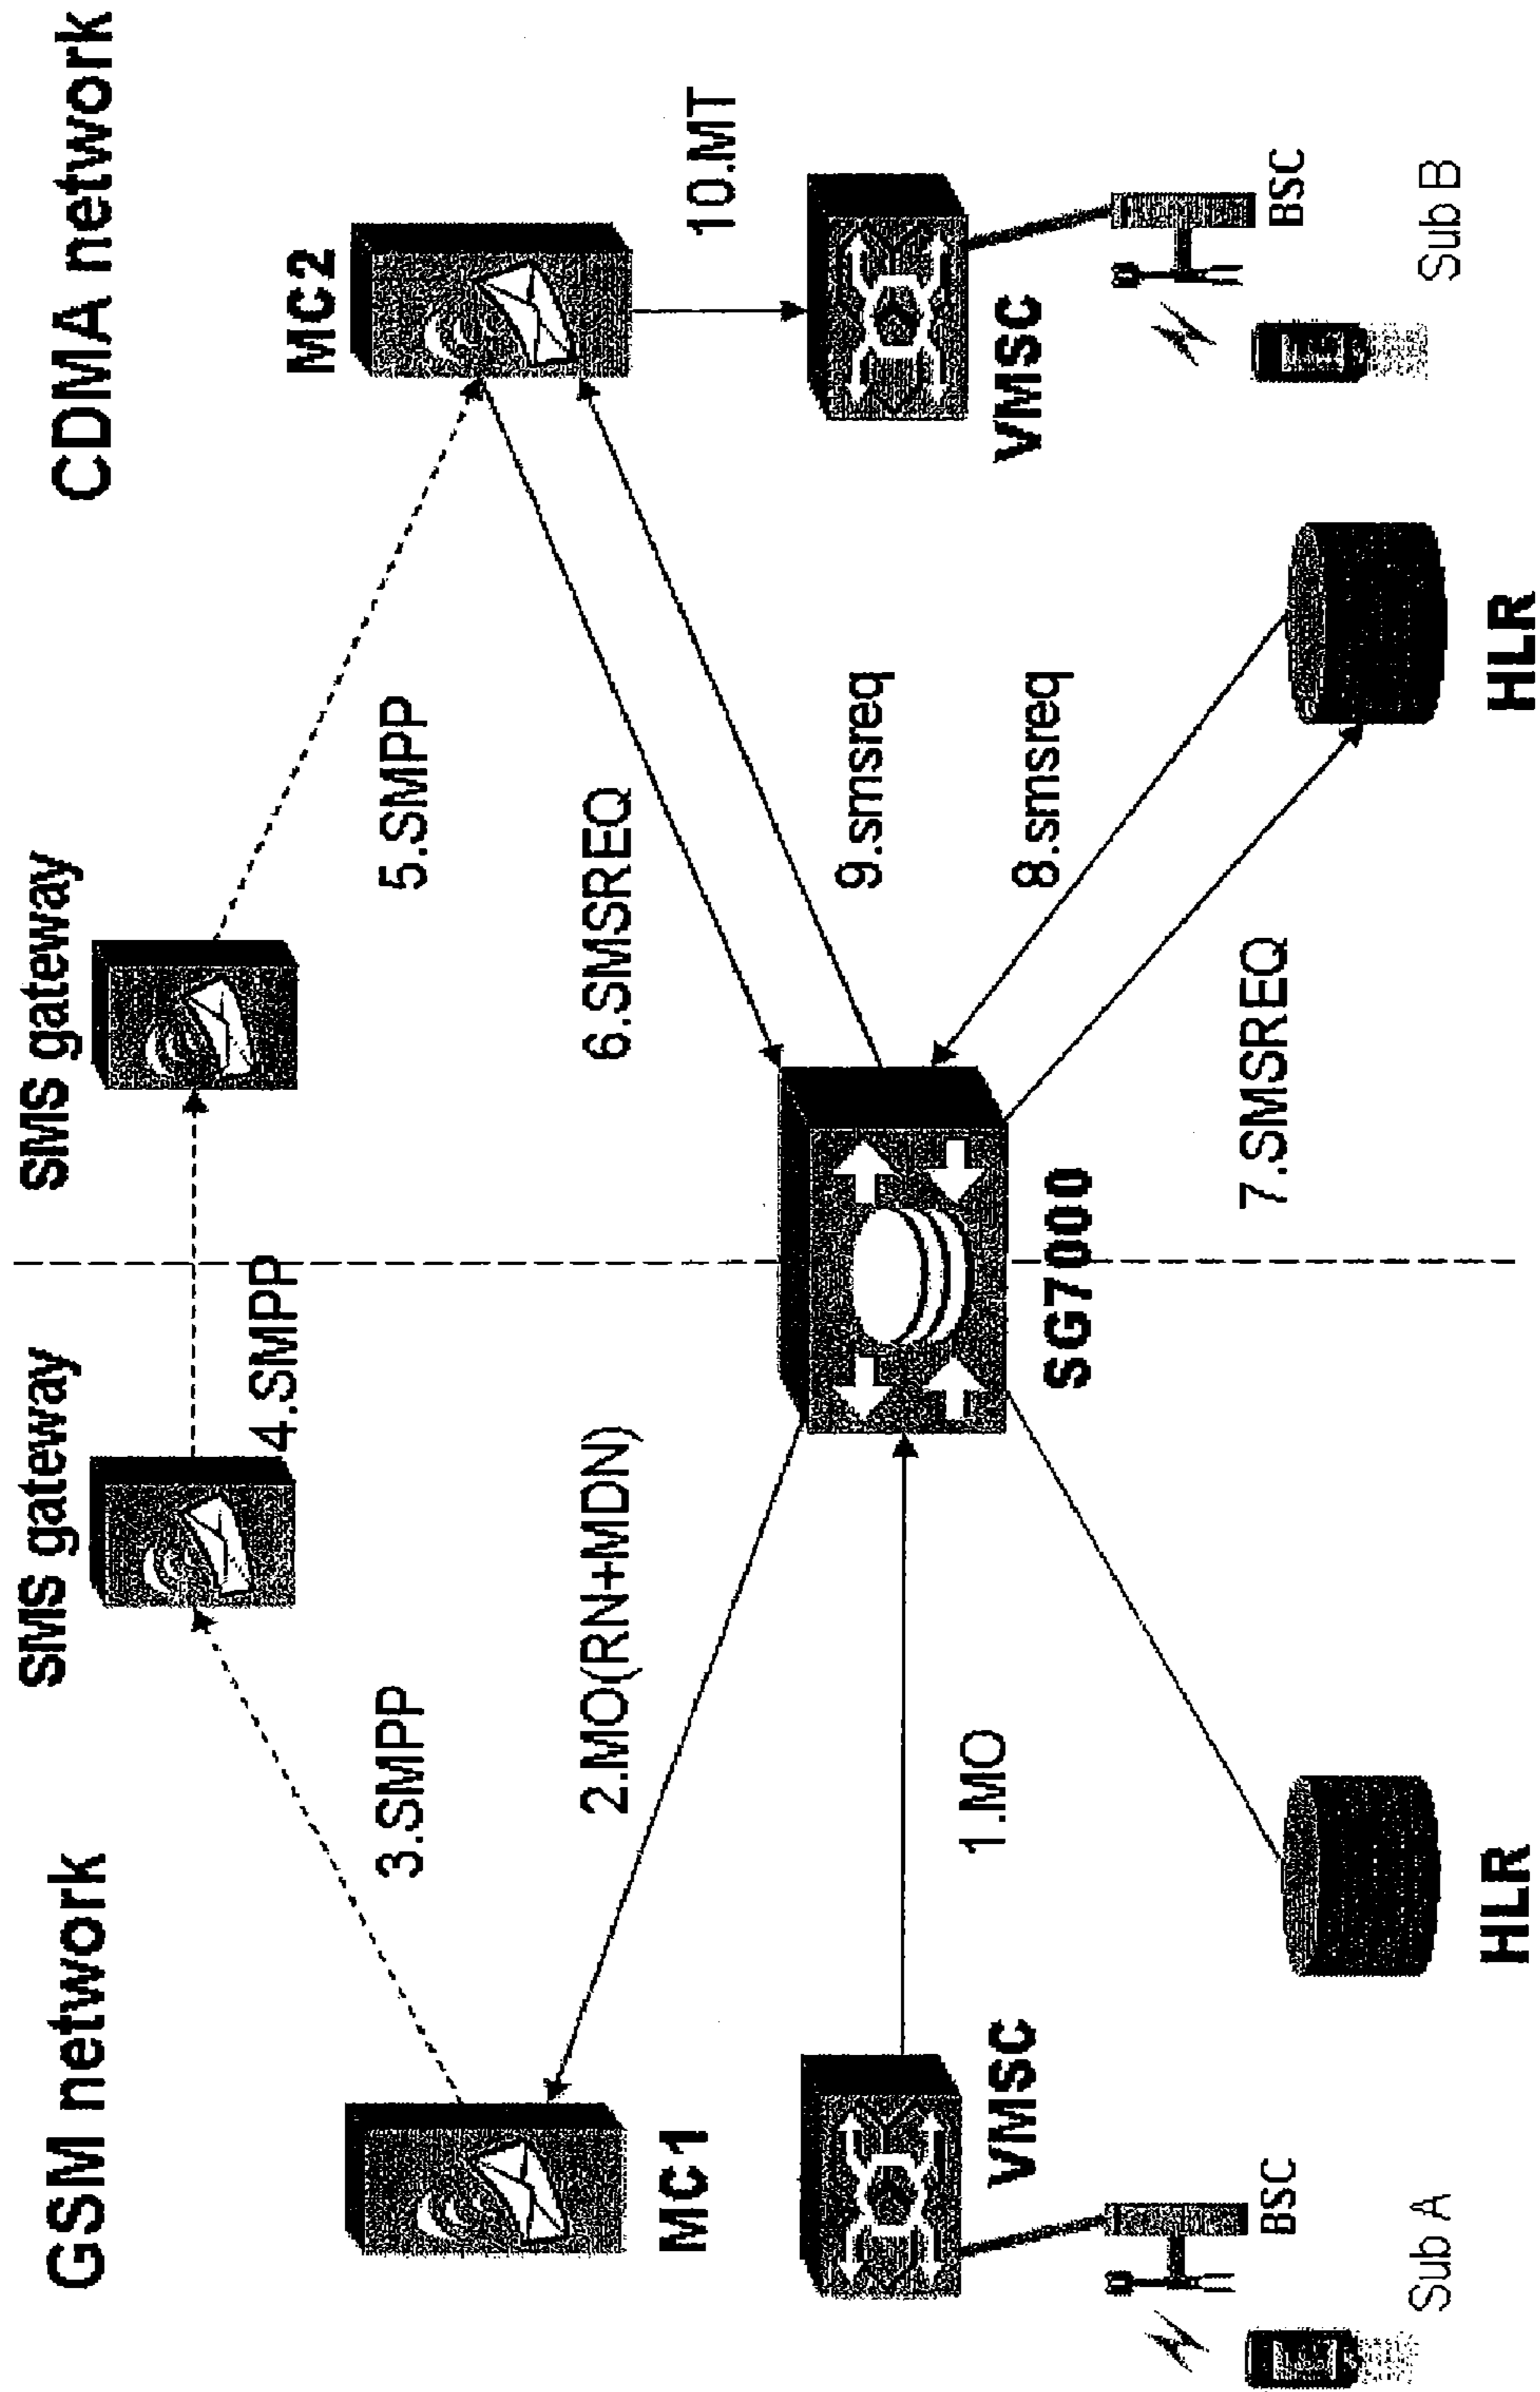 GSM network
CDMA network
SMS gateway
SMS gateway
4.SMPP
3.SMPP
5.SMPP
MC1
MC2
2.MO(RN+MDN)
6.SMSREQ
10.MT
9.smsreq
1.MO
8.smsreq
VMSC
SG7000
VMSC
7.SMSREQ
BSC
BSC
Sub A
HLR
HLR
Sub B